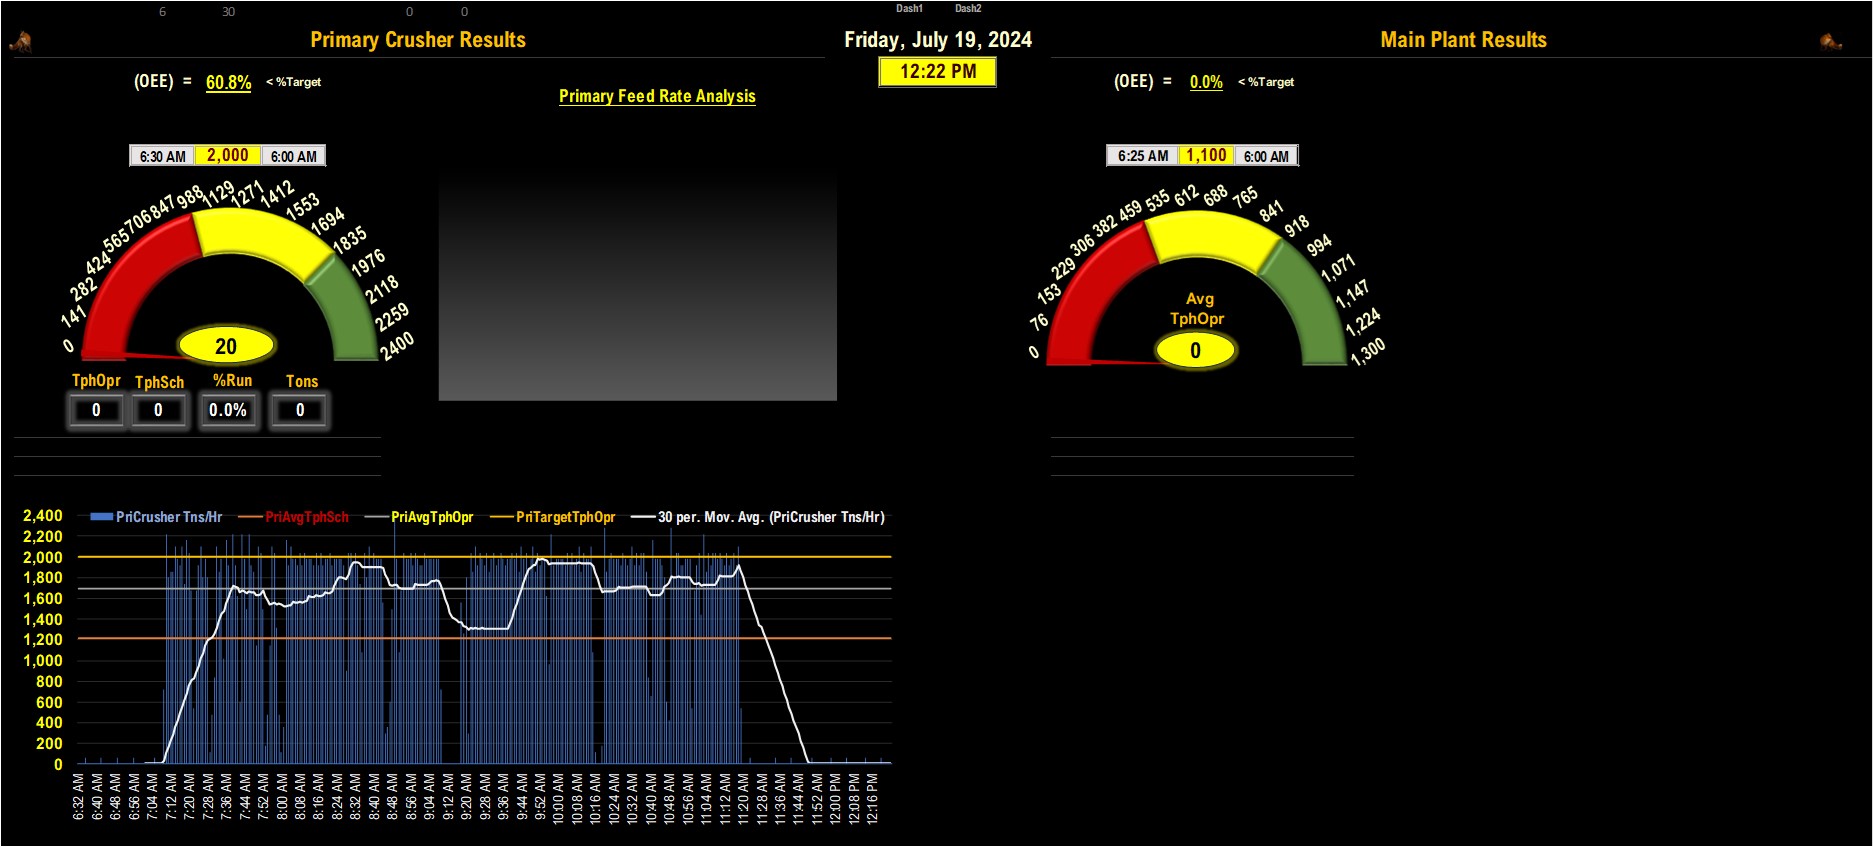 6 30 0 0 Dash1 Dash2
Primary Crusher Results
Friday, July 19, 2024
Main Plant Results
12:22 PM
(OEE) = 60.8% < %Target
Primary Feed Rate Analysis
(OEE) = 0.0% < %Target
6:30 AM 2,000 6:00 AM
0 141 282 424 565 706 847 988 1129 1271 1412 1553 1694 1835 1976 2118 2259 2400
20
TphOpr TphSch %Run Tons
0 0 0.0% 0
6:25 AM 1,100 6:00 AM
0 76 153 229 306 382 459 535 612 688 765 841 918 994 1,071 1,147 1,224 1,300
Avg
TphOpr
0
PriCrusher Tns/Hr PriAvgTphSch PriAvgTphOpr PriTargetTphOpr 30 per. Mov. Avg. (PriCrusher Tns/Hr)
2,400
2,200
2,000
1,800
1,600
1,400
1,200
1,000
800
600
400
200
0
6:32 AM 6:40 AM 6:48 AM 6:56 AM 7:04 AM 7:12 AM 7:20 AM 7:28 AM 7:36 AM 7:44 AM 7:52 AM 8:00 AM 8:08 AM 8:16 AM 8:24 AM 8:32 AM 8:40 AM 8:48 AM 8:56 AM 9:04 AM 9:12 AM 9:20 AM 9:28 AM 9:36 AM 9:44 AM 9:52 AM 10:00 AM 10:08 AM 10:16 AM 10:24 AM 10:32 AM 10:40 AM 10:48 AM 10:56 AM 11:04 AM 11:12 AM 11:20 AM 11:28 AM 11:36 AM 11:44 AM 11:52 AM 12:00 PM 12:08 PM 12:16 PM